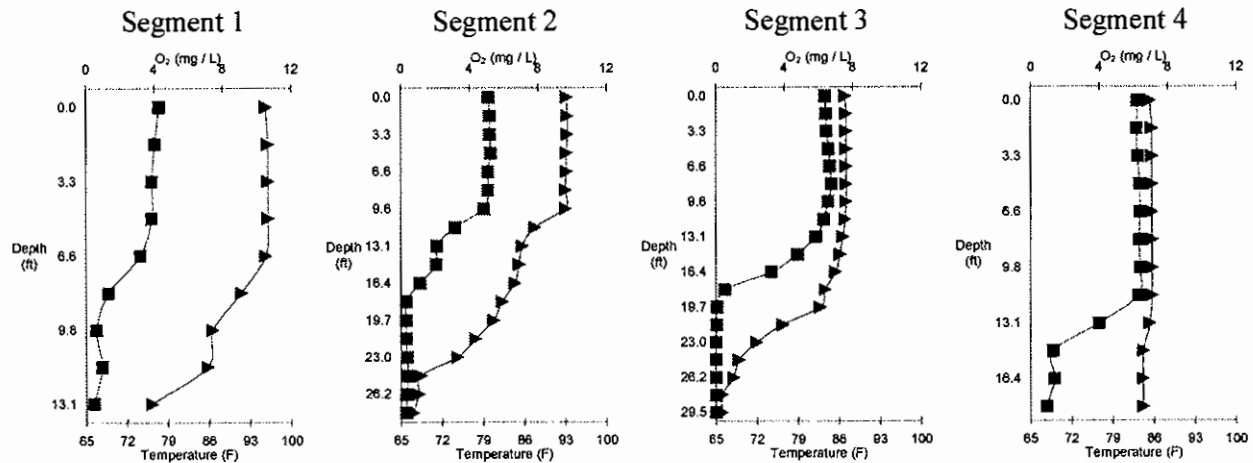 Segment 1
O₂ (mg / L)
0 4 8 12
0.0
3.3
Depth
(ft)
6.6
9.8
13.1
65 72 79 86 93 100
Temperature (F)
Segment 2
O₂ (mg / L)
0 4 8 12
0.0
3.3
6.6
9.6
Depth
(ft)
13.1
16.4
19.7
23.0
26.2
65 72 79 86 93 100
Temperature (F)
Segment 3
O₂ (mg / L)
0 4 8 12
0.0
3.3
6.6
9.6
13.1
Depth
(ft)
16.4
19.7
23.0
26.2
29.5
65 72 79 86 93 100
Temperature (F)
Segment 4
O₂ (mg / L)
0 4 8 12
0.0
3.3
6.6
Depth
(ft)
9.8
13.1
16.4
65 72 79 86 93 100
Temperature (F)